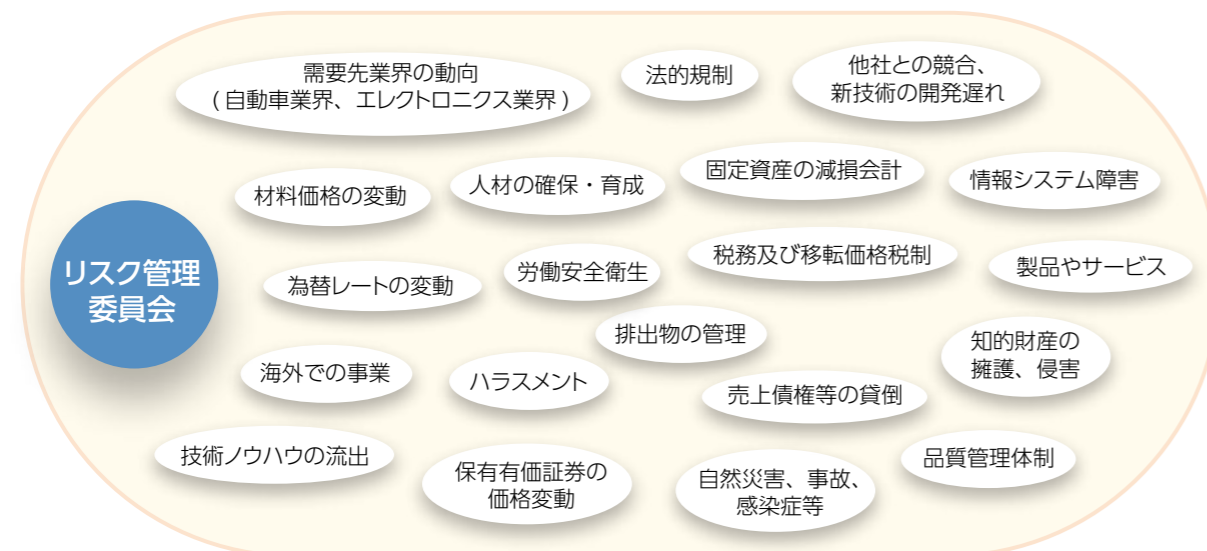 需要先業界の動向
(自動車業界、エレクトロニクス業界)
法的規制
他社との競合、
新技術の開発遅れ
材料価格の変動
人材の確保・育成
固定資産の減損会計
情報システム障害
リスク管理
委員会
為替レートの変動
労働安全衛生
税務及び移転価格税制
製品やサービス
排出物の管理
海外での事業
ハラスメント
売上債権等の貸倒
知的財産の
擁護、侵害
技術ノウハウの流出
保有有価証券の
価格変動
自然災害、事故、
感染症等
品質管理体制